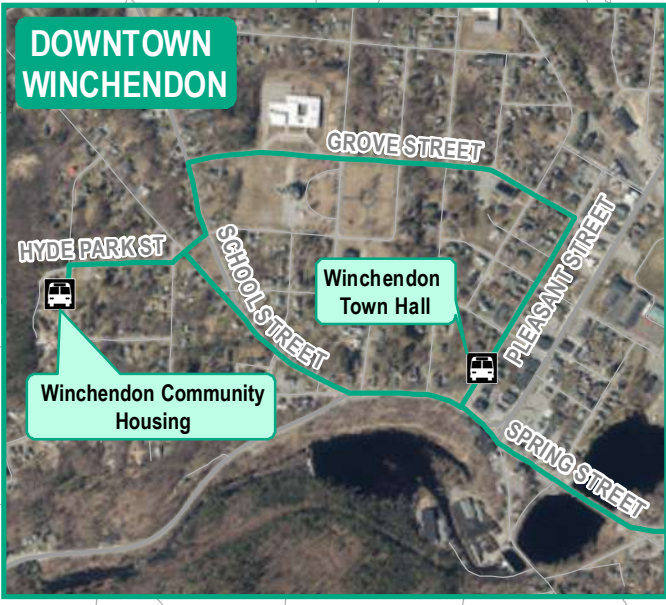 DOWNTOWN
WINCHENDON
GROVE STREET
HYDE PARK ST
SCHOOL STREET
PLEASANT STREET
Winchendon
Town Hall
Winchendon Community
Housing
SPRING STREET